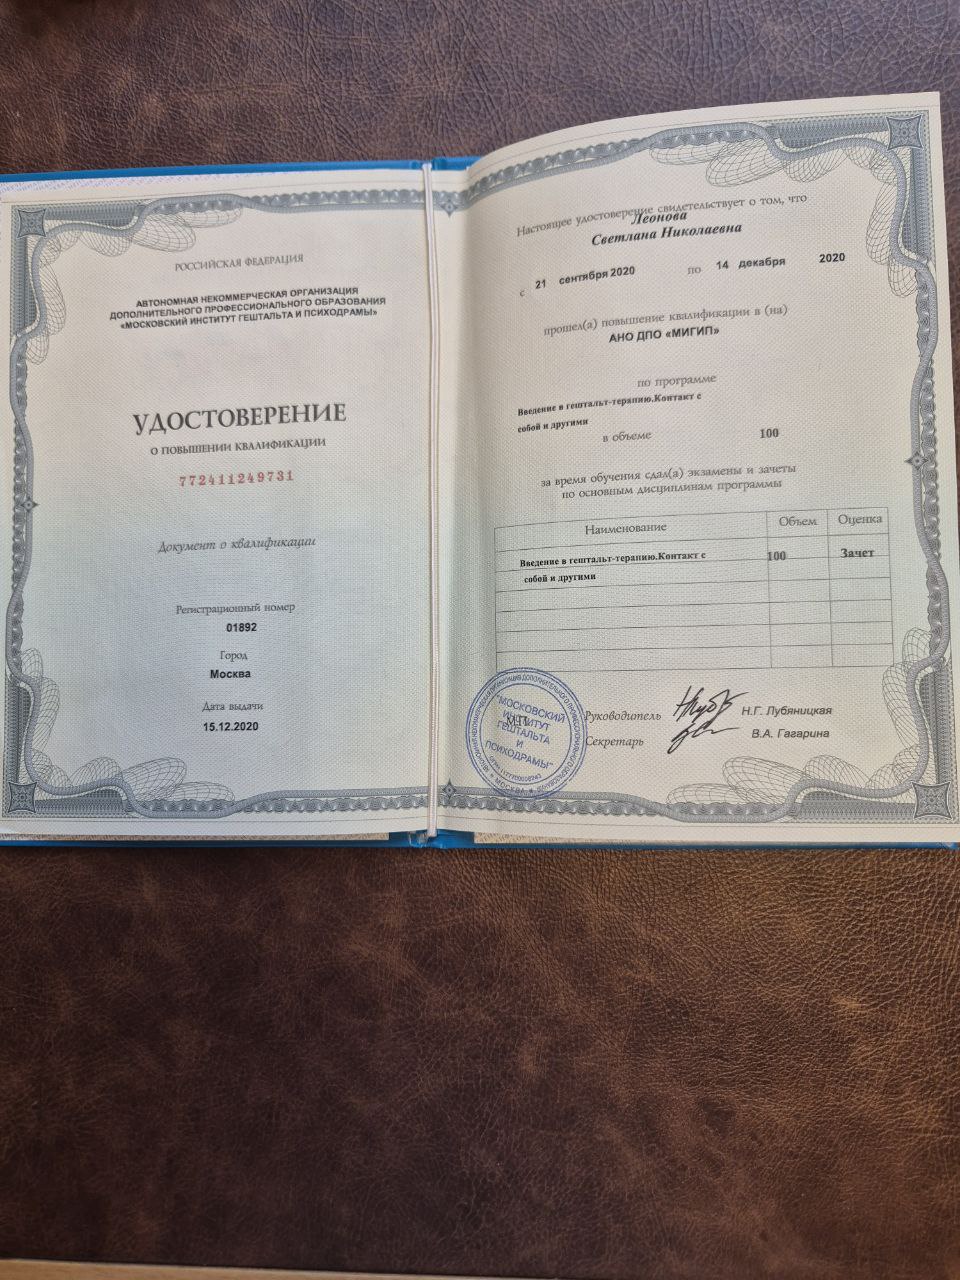 РОССИЙСКАЯ ФЕДЕРАЦИЯ
АВТОНОМНАЯ НЕКОММЕРЧЕСКАЯ ОРГАНИЗАЦИЯ
ДОПОЛНИТЕЛЬНОГО ПРОФЕССИОНАЛЬНОГО ОБРАЗОВАНИЯ
«МОСКОВСКИЙ ИНСТИТУТ ГЕШТАЛЬТА И ПСИХОДРАМЫ»
УДОСТОВЕРЕНИЕ
О ПОВЫШЕНИИ КВАЛИФИКАЦИИ
772411249731
Документ о квалификации
Регистрационный номер
01892
Город
Москва
Дата выдачи
15.12.2020
Настоящее удостоверение свидетельствует о том, что
Леонова
Светлана Николаевна
с 21 сентября 2020 по 14 декабря 2020
прошел(а) повышение квалификации в (на)
АНО ДПО «МИГИП»
по программе
Введение в гештальт-терапию.Контакт с
собой и другими
в объеме 100
за время обучения сдал(а) экзамены и зачеты
по основным дисциплинам программы
Наименование Объем Оценка
Введение в гештальт-терапию.Контакт с 100 Зачет
собой и другими
М.П.
"МОСКОВСКИЙ
ИНСТИТУТ
ГЕШТАЛЬТА
И
ПСИХОДРАМЫ"
* МОСКВА *
Руководитель Н.Г. Лубяницкая
Секретарь В.А. Гагарина